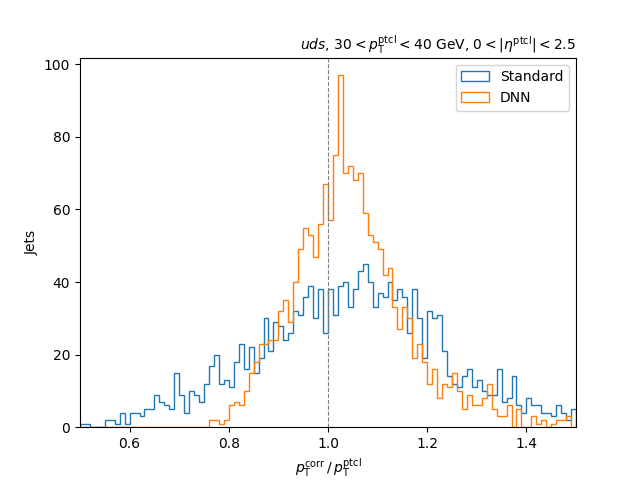 uds, 30 < p_T^ptcl < 40 GeV, 0 < |η^ptcl| < 2.5
Standard
DNN
Jets
100
80
60
40
20
0
0.6 0.8 1.0 1.2 1.4
p_T^corr / p_T^ptcl